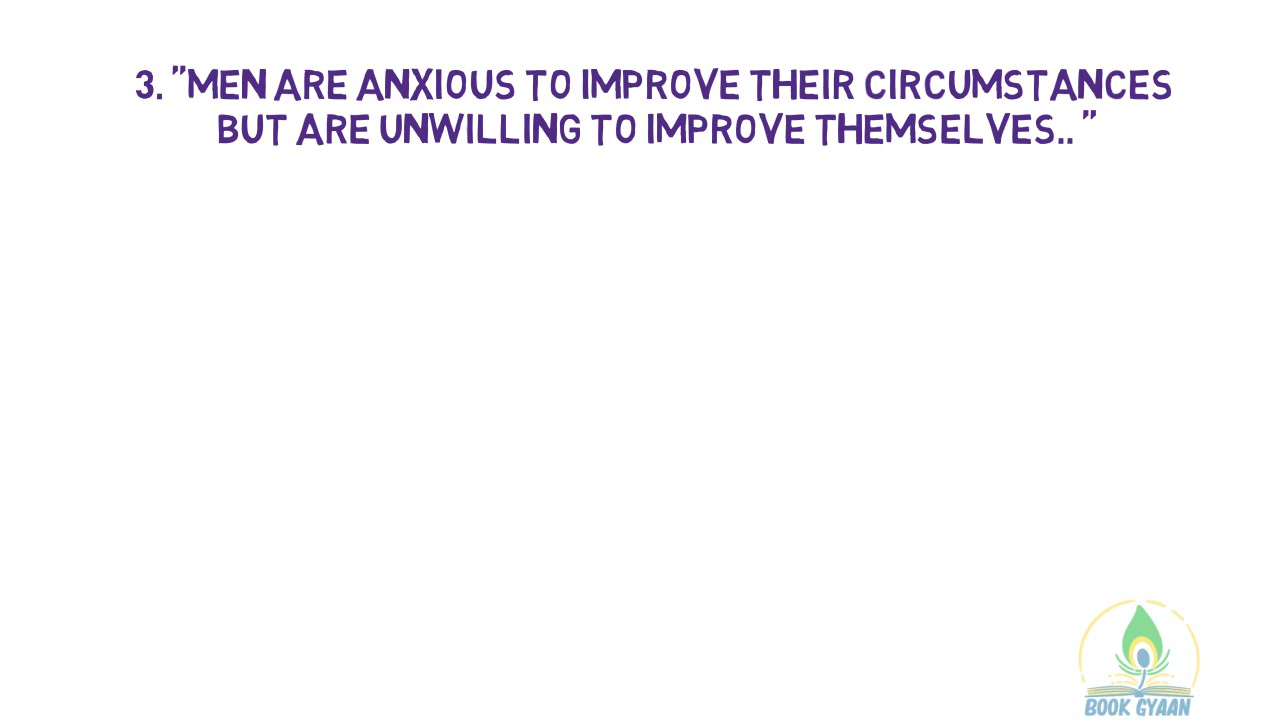 3. "MEN ARE ANXIOUS TO IMPROVE THEIR CIRCUMSTANCES
BUT ARE UNWILLING TO IMPROVE THEMSELVES.. "
BOOK GYAAN